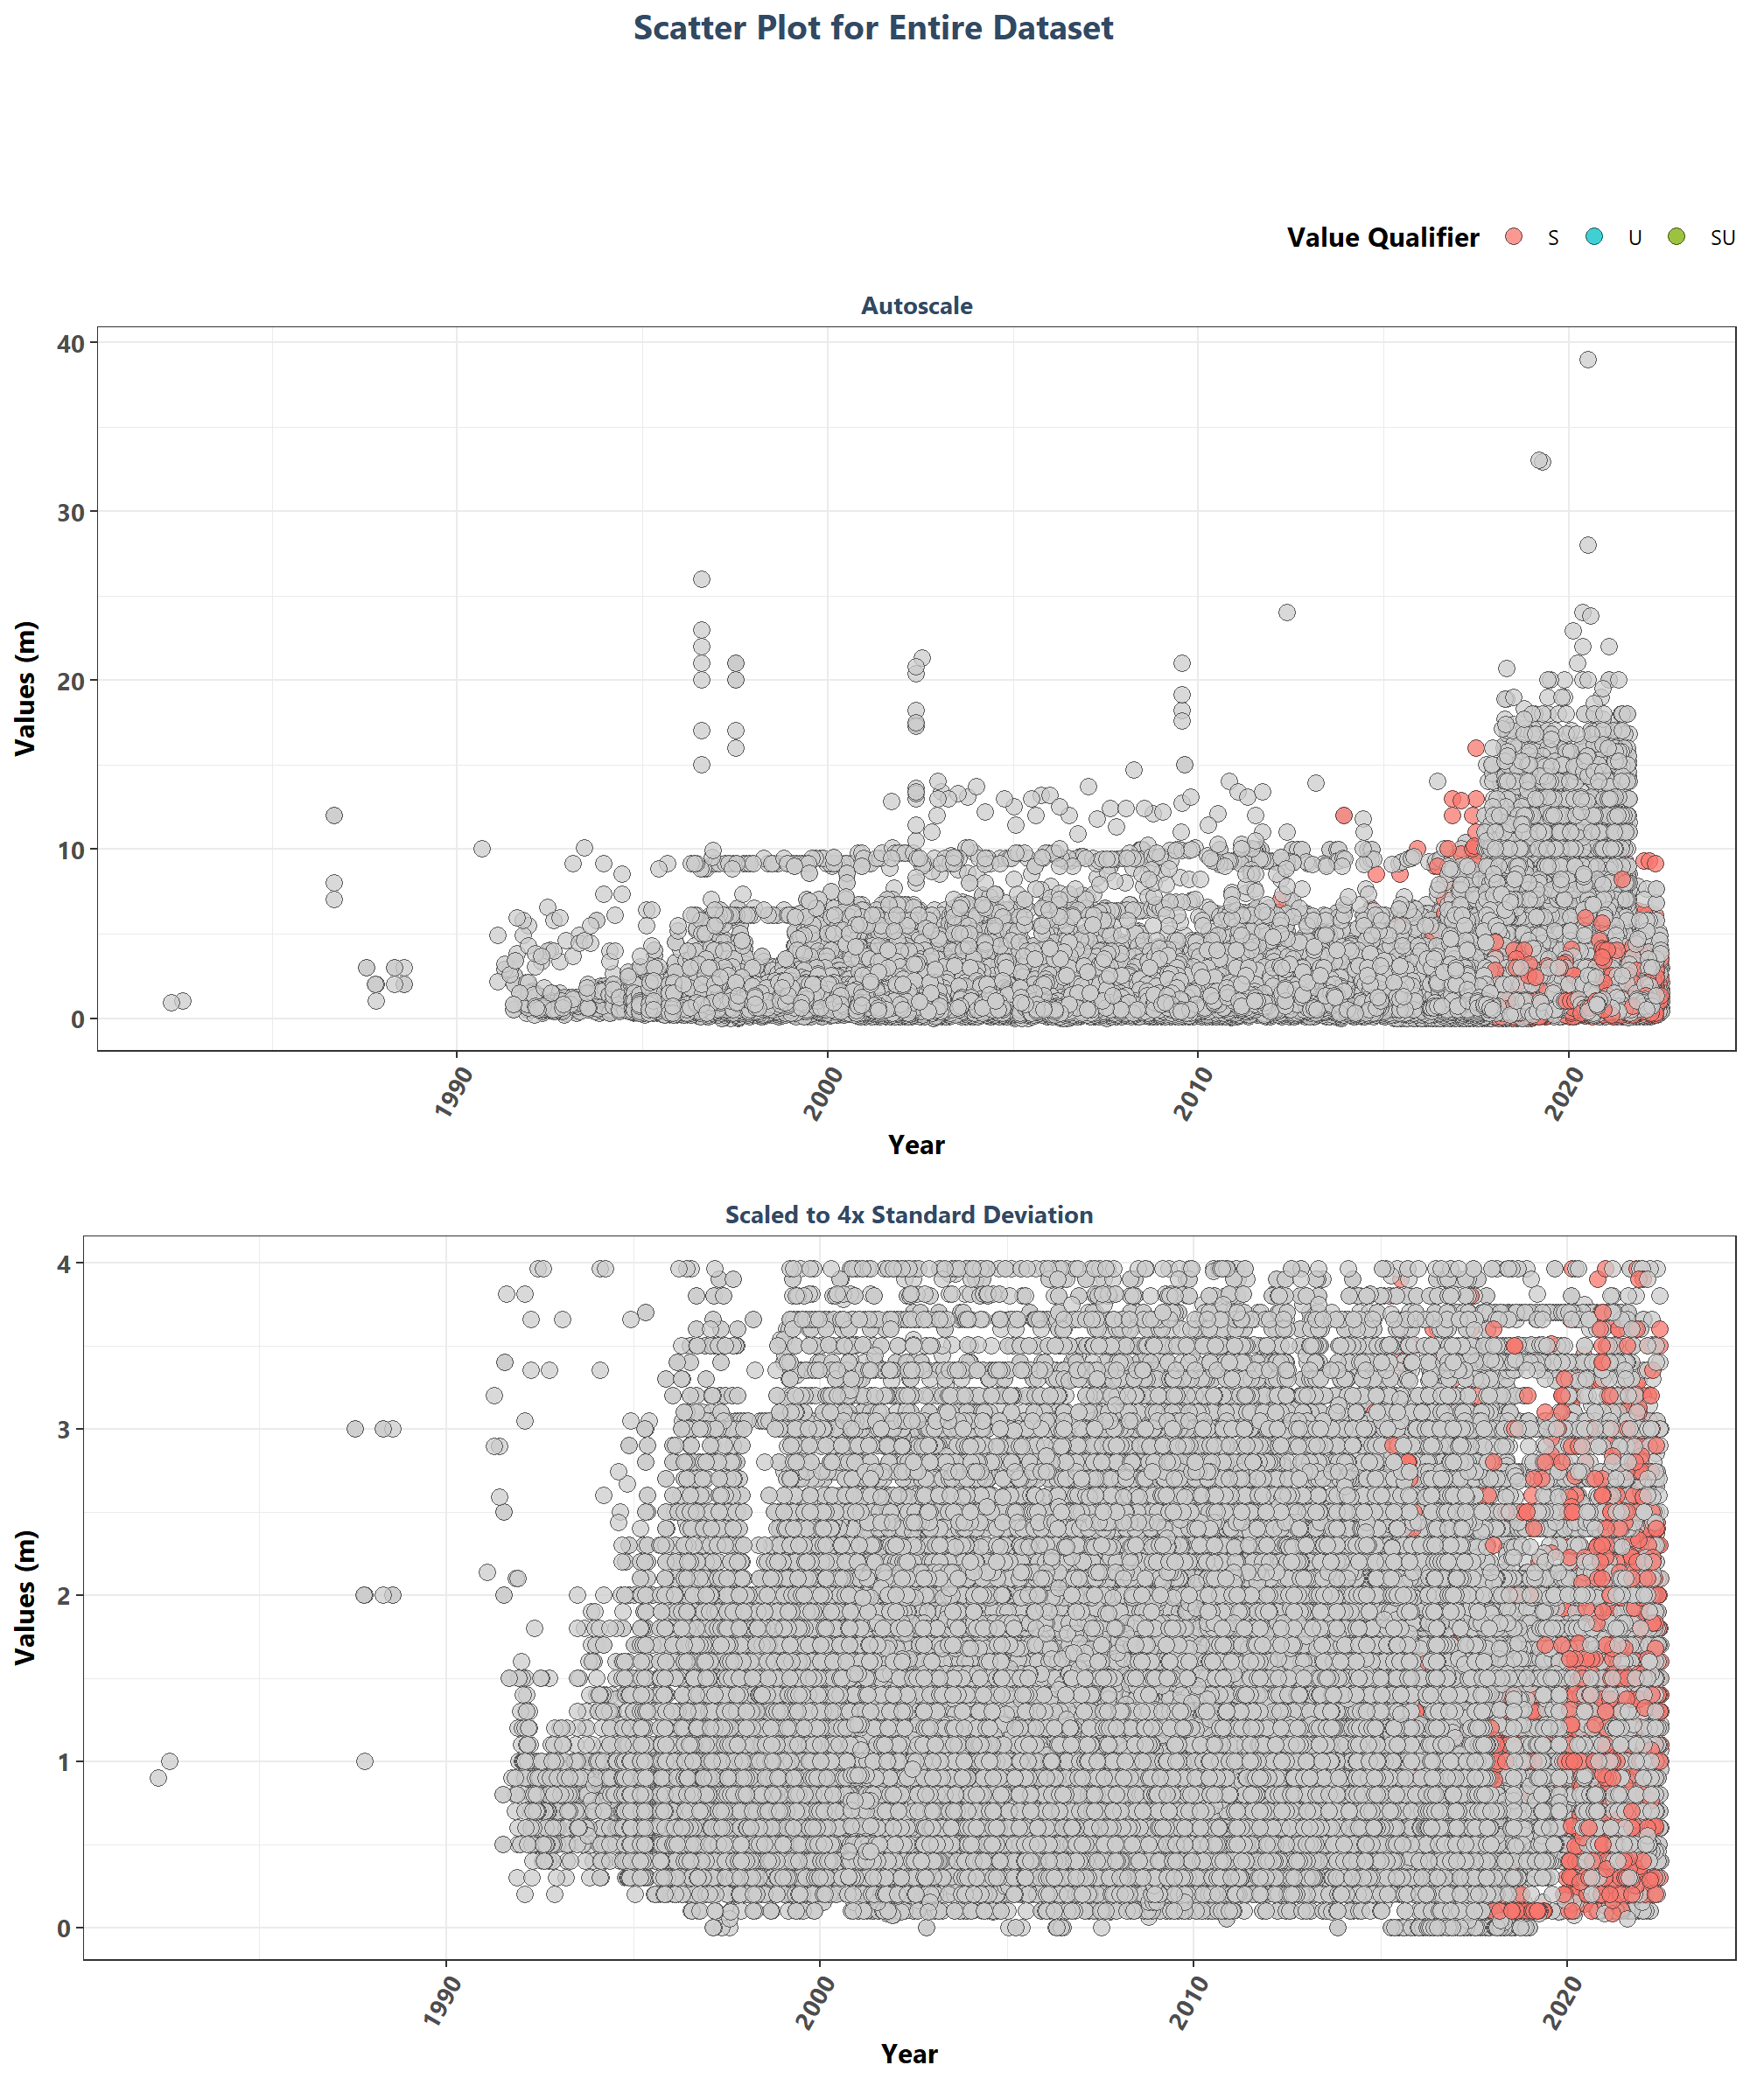 Scatter Plot for Entire Dataset
Value Qualifier S U SU
Autoscale
40
30
20
10
0
Values (m)
1990 2000 2010 2020
Year
Scaled to 4x Standard Deviation
4
3
2
1
0
Values (m)
1990 2000 2010 2020
Year